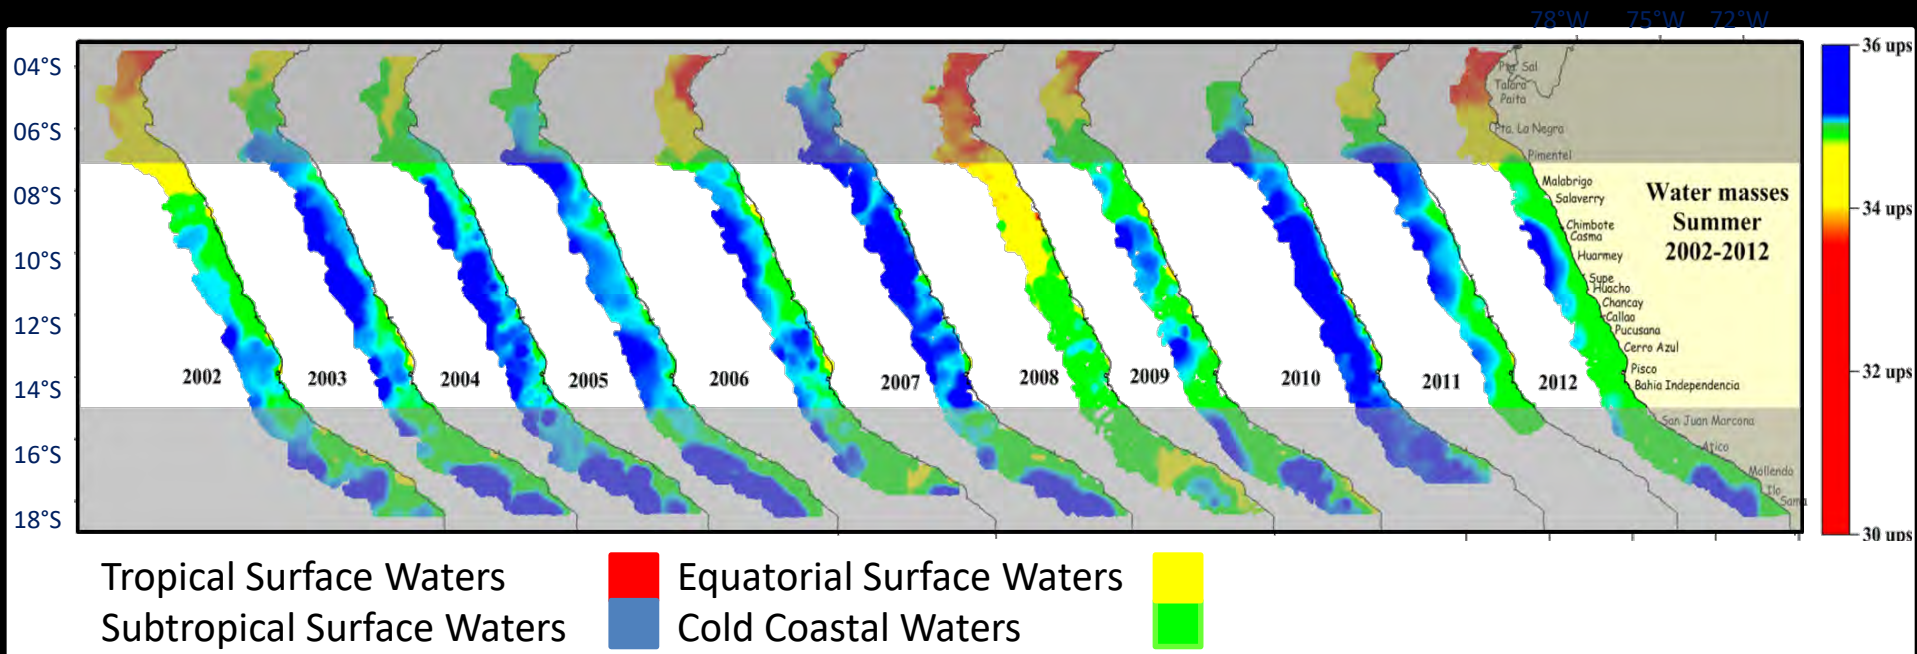 78°W 75°W 72°W
04°S
06°S
08°S
10°S
12°S
14°S
16°S
18°S
2002
2003
2004
2005
2006
2007
2008
2009
2010
2011
2012
Pta. Sal
Talara
Paita
Pta. La Negra
Pimentel
Malabrigo
Salaverry
Chimbote
Casma
Huarmey
Supe
Huacho
Chancay
Callao
Pucusana
Cerro Azul
Pisco
Bahia Independencia
San Juan Marcona
Atico
Mollendo
Ilo
Sama
Water masses
Summer
2002-2012
36 ups
34 ups
32 ups
30 ups
Tropical Surface Waters
Equatorial Surface Waters
Subtropical Surface Waters
Cold Coastal Waters